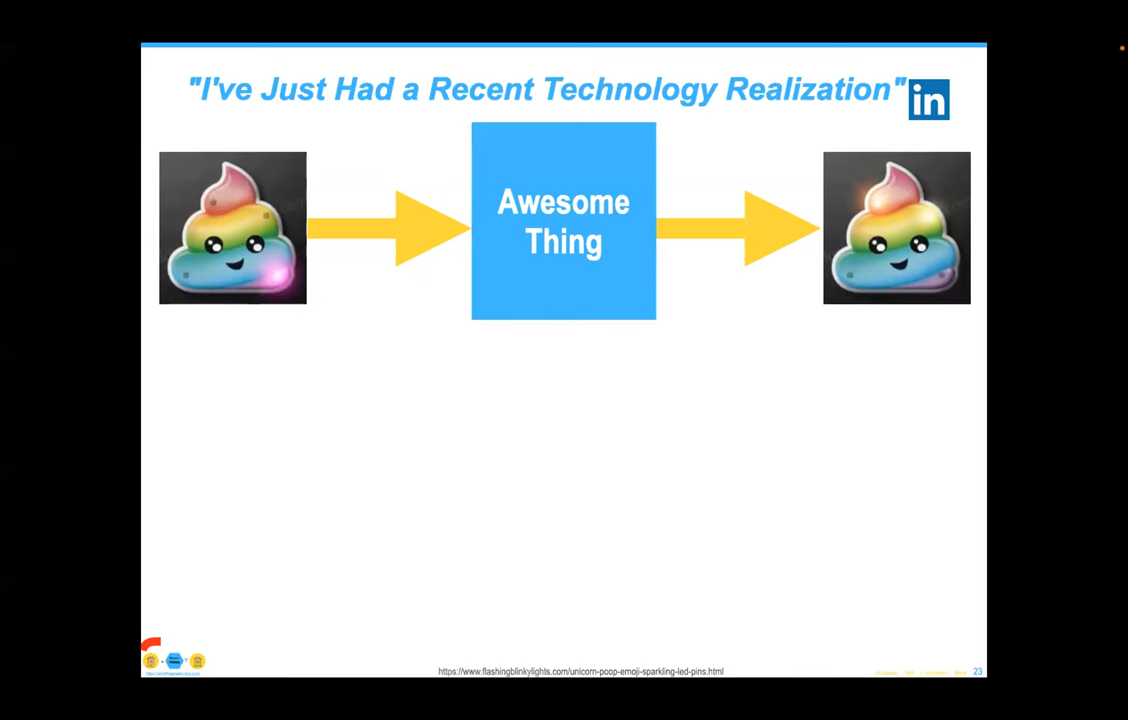 "I've Just Had a Recent Technology Realization"
in
Awesome
Thing
https://www.flashingblinkylights.com/unicorn-poop-emoji-sparkling-led-pins.html
23